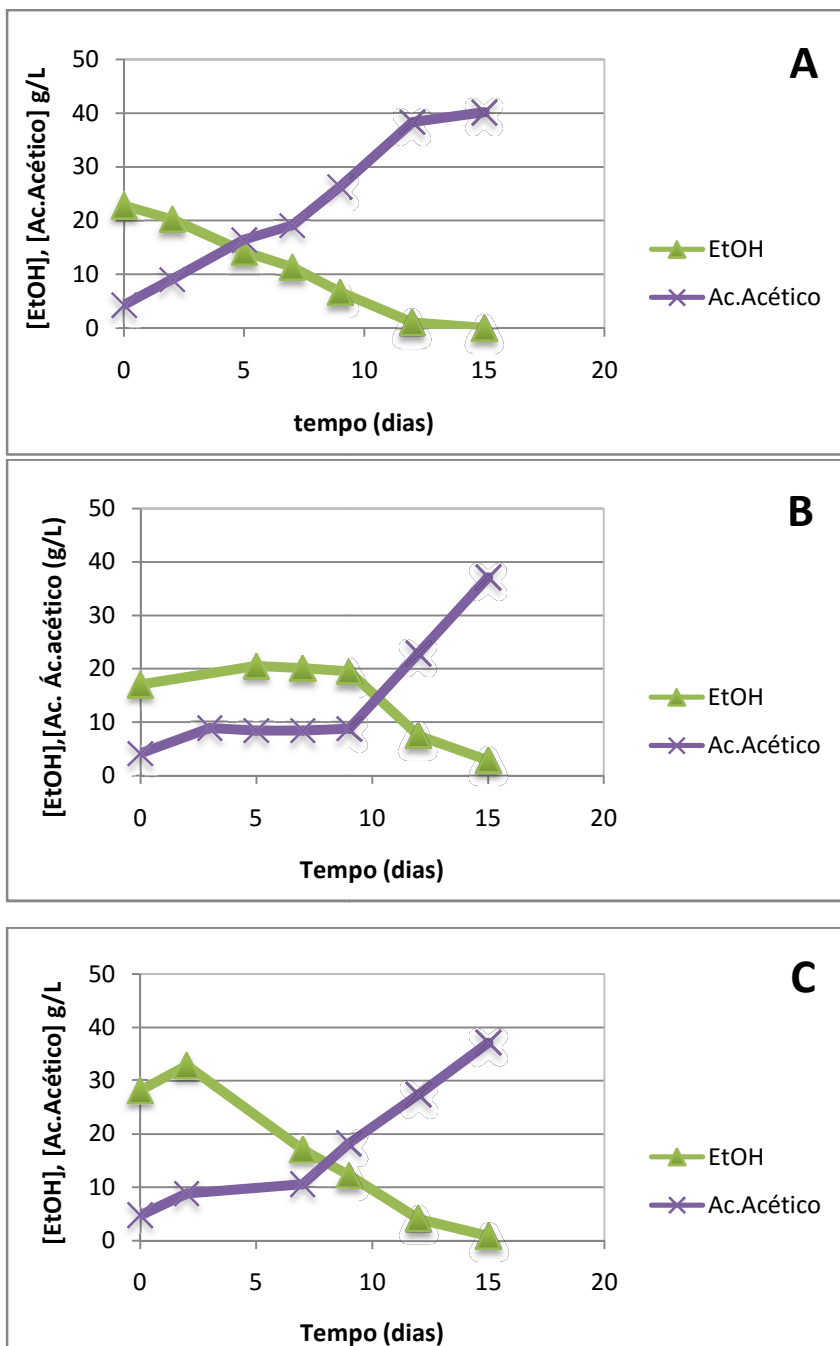 A
[EtOH], [Ac.Acético] g/L
50
40
30
20
10
0
0 5 10 15 20
tempo (dias)
EtOH
Ac.Acético
B
[EtOH],[Ac. Ác.acético (g/L)
50
40
30
20
10
0
0 5 10 15 20
Tempo (dias)
EtOH
Ac.Acético
C
[EtOH], [Ac.Acético] g/L
50
40
30
20
10
0
0 5 10 15 20
Tempo (dias)
EtOH
Ac.Acético